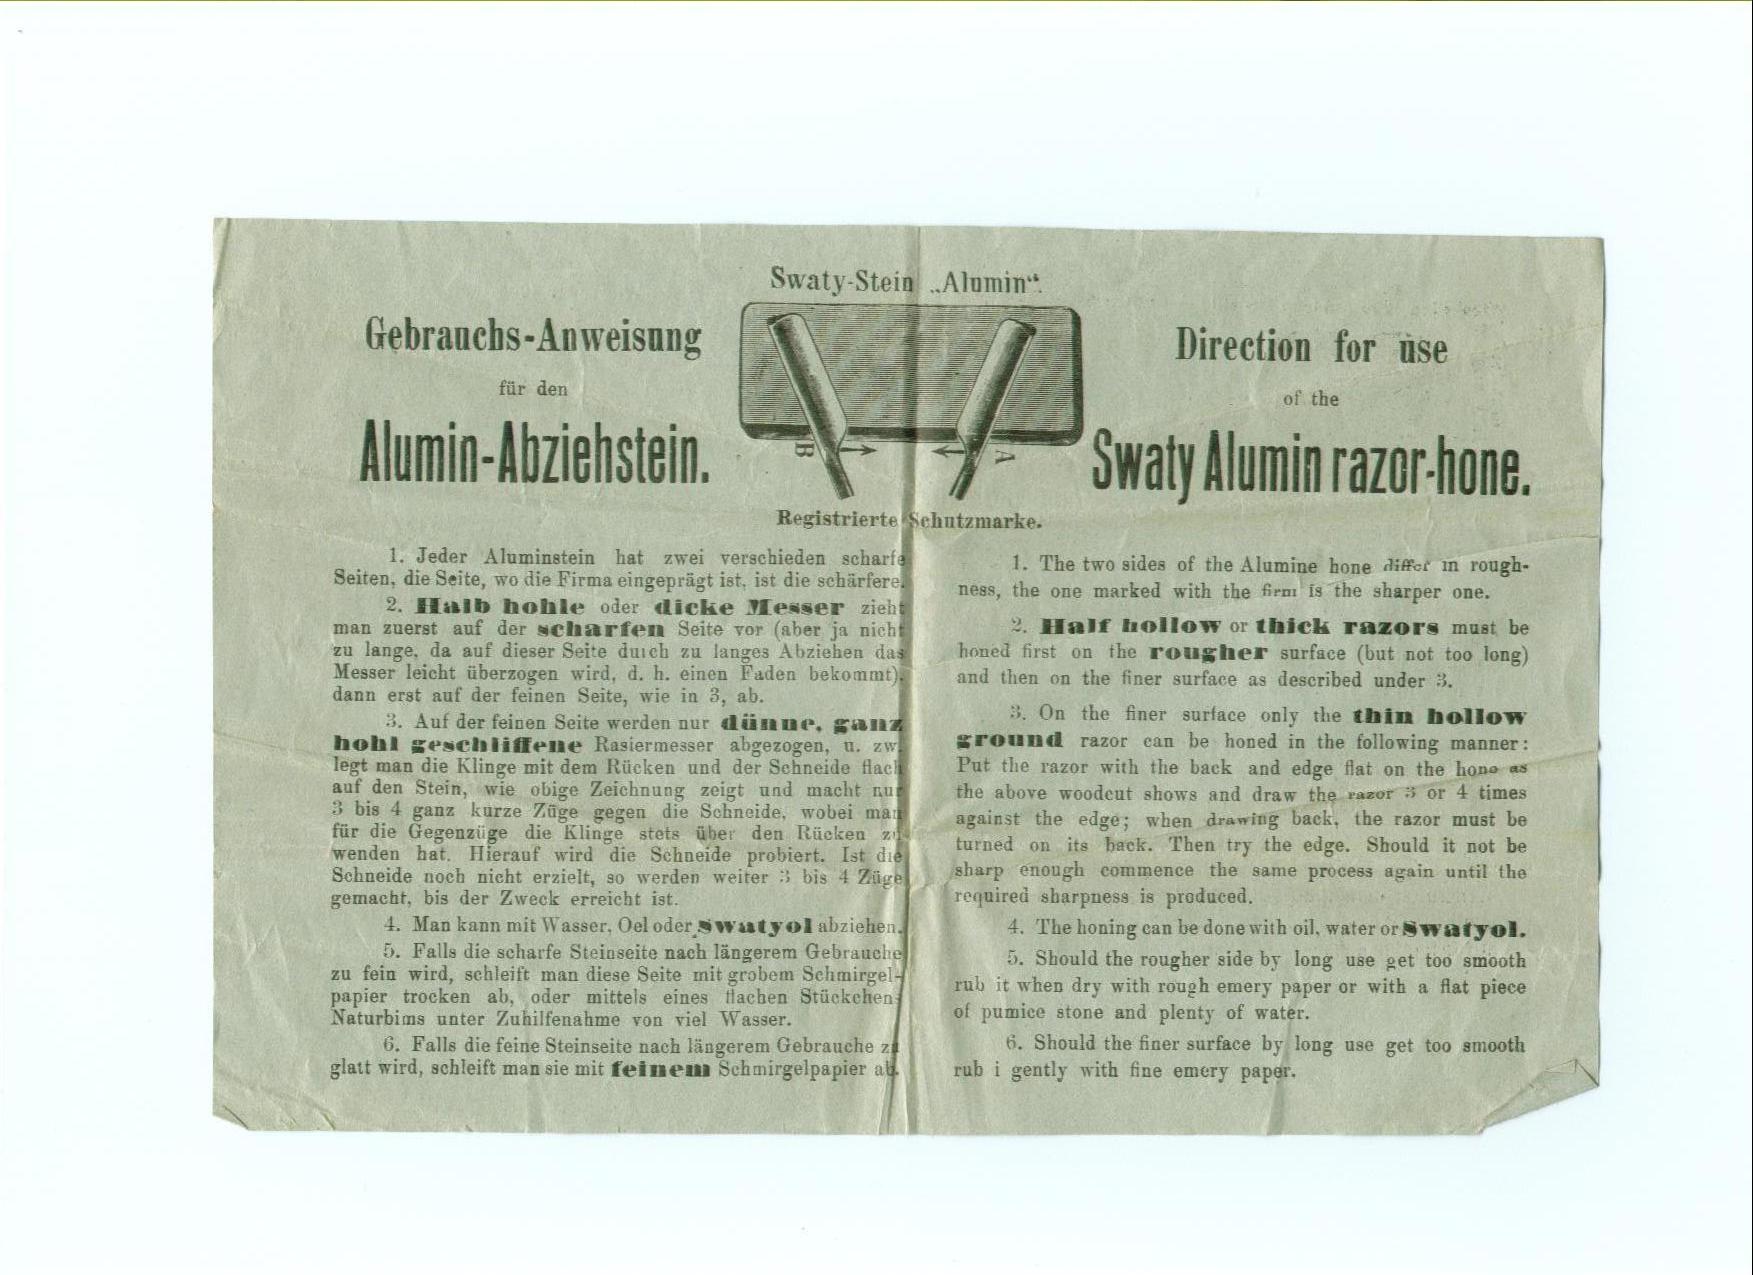 Swaty-Stein „Alumin“.
Gebrauchs-Anweisung
für den
Alumin-Abziehstein.
B
A
Registrierte Schutzmarke.
1. Jeder Aluminstein hat zwei verschieden scharfe
Seiten, die Seite, wo die Firma eingeprägt ist, ist die schärfere.
2. Halb hohle oder dicke Messer zieht
man zuerst auf der scharfen Seite vor (aber ja nicht
zu lange, da auf dieser Seite durch zu langes Abziehen das
Messer leicht überzogen wird, d. h. einen Faden bekommt),
dann erst auf der feinen Seite, wie in 3, ab.
3. Auf der feinen Seite werden nur dünne, ganz
hohl geschliffene Rasiermesser abgezogen, u. zw.
legt man die Klinge mit dem Rücken und der Schneide flach
auf den Stein, wie obige Zeichnung zeigt und macht nur
3 bis 4 ganz kurze Züge gegen die Schneide, wobei man
für die Gegenzüge die Klinge stets über den Rücken zu
wenden hat. Hierauf wird die Schneide probiert. Ist die
Schneide noch nicht erzielt, so werden weiter 3 bis 4 Züge
gemacht, bis der Zweck erreicht ist.
4. Man kann mit Wasser, Oel oder Swatyol abziehen.
5. Falls die scharfe Steinseite nach längerem Gebrauche
zu fein wird, schleift man diese Seite mit grobem Schmirgel-
papier trocken ab, oder mittels eines flachen Stückchens
Naturbims unter Zuhilfenahme von viel Wasser.
6. Falls die feine Steinseite nach längerem Gebrauche zu
glatt wird, schleift man sie mit feinem Schmirgelpapier ab.
Direction for use
of the
Swaty Alumin razor-hone.
1. The two sides of the Alumine hone differ in rough-
ness, the one marked with the firm is the sharper one.
2. Half hollow or thick razors must be
honed first on the rougher surface (but not too long)
and then on the finer surface as described under 3.
3. On the finer surface only the thin hollow
ground razor can be honed in the following manner:
Put the razor with the back and edge flat on the hone as
the above woodcut shows and draw the razor 3 or 4 times
against the edge; when drawing back, the razor must be
turned on its back. Then try the edge. Should it not be
sharp enough commence the same process again until the
required sharpness is produced.
4. The honing can be done with oil, water or Swatyol.
5. Should the rougher side by long use get too smooth
rub it when dry with rough emery paper or with a flat piece
of pumice stone and plenty of water.
6. Should the finer surface by long use get too smooth
rub i gently with fine emery paper.